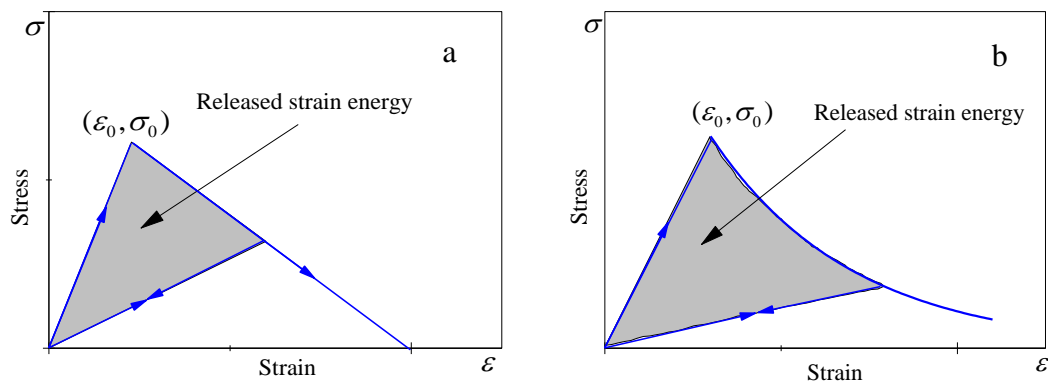 σ
a
Released strain energy
(ε₀,σ₀)
Stress
Strain
ε
σ
b
Released strain energy
(ε₀,σ₀)
Stress
Strain
ε